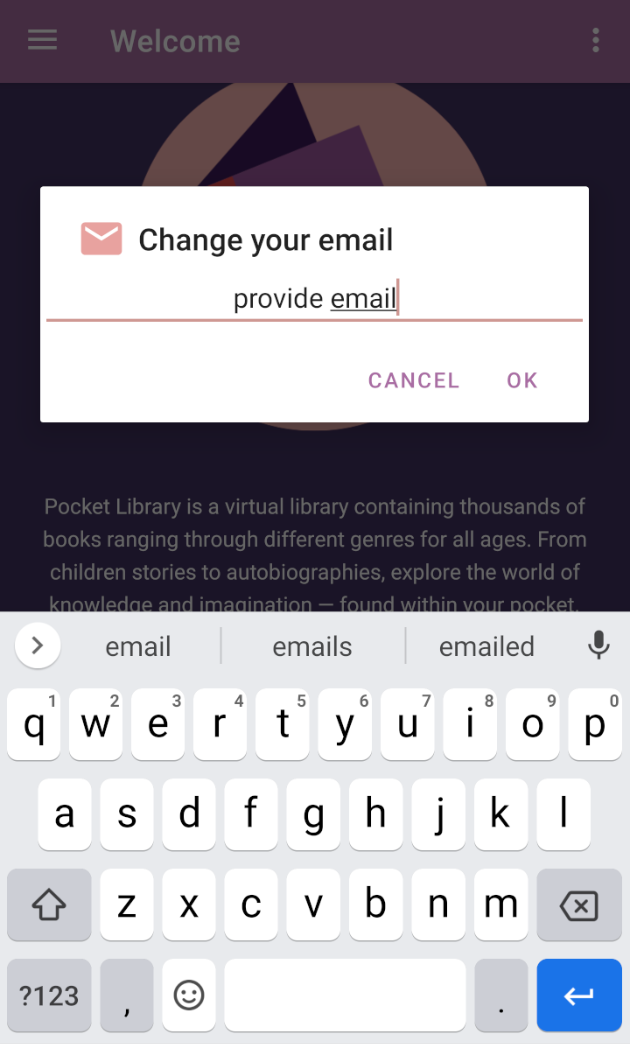 Welcome
Change your email
provide email
CANCEL OK
Pocket Library is a virtual library containing thousands of
books ranging through different genres for all ages. From
children stories to autobiographies, explore the world of
knowledge and imagination — found within your pocket.
email emails emailed
1 2 3 4 5 6 7 8 9 0
q w e r t y u i o p
a s d f g h j k l
z x c v b n m
?123 , .